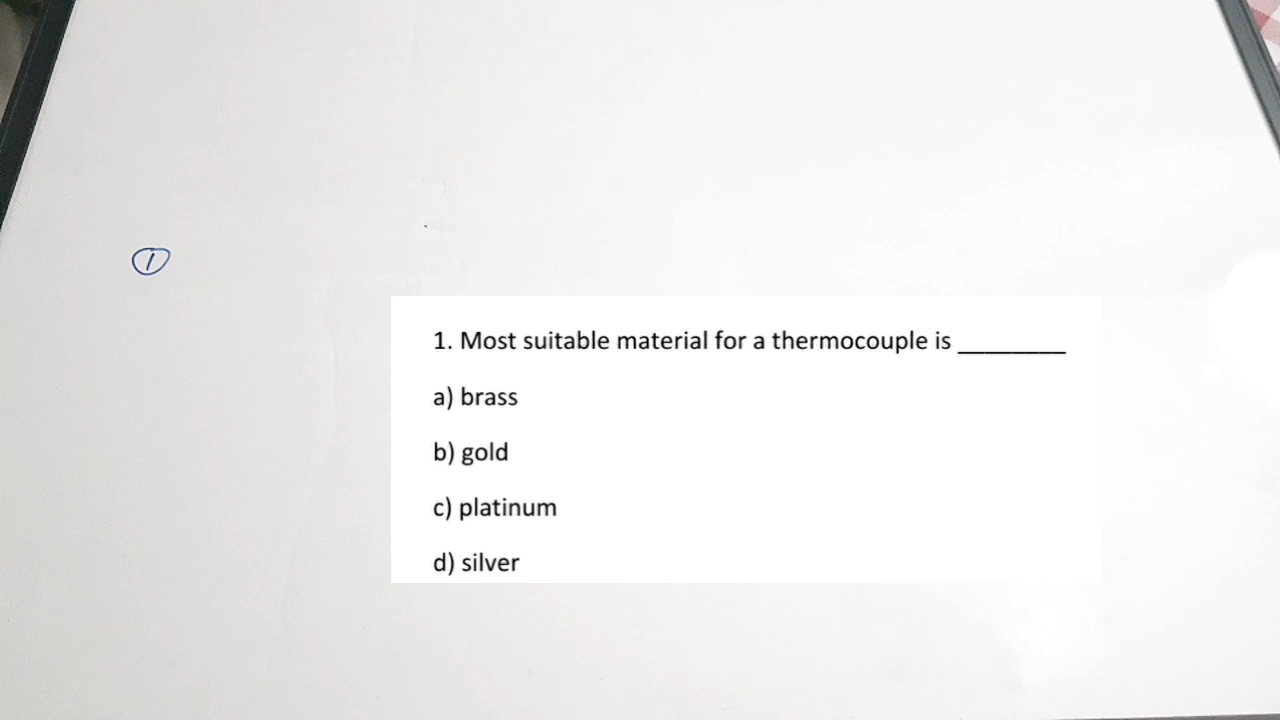 ①
1. Most suitable material for a thermocouple is ________
a) brass
b) gold
c) platinum
d) silver